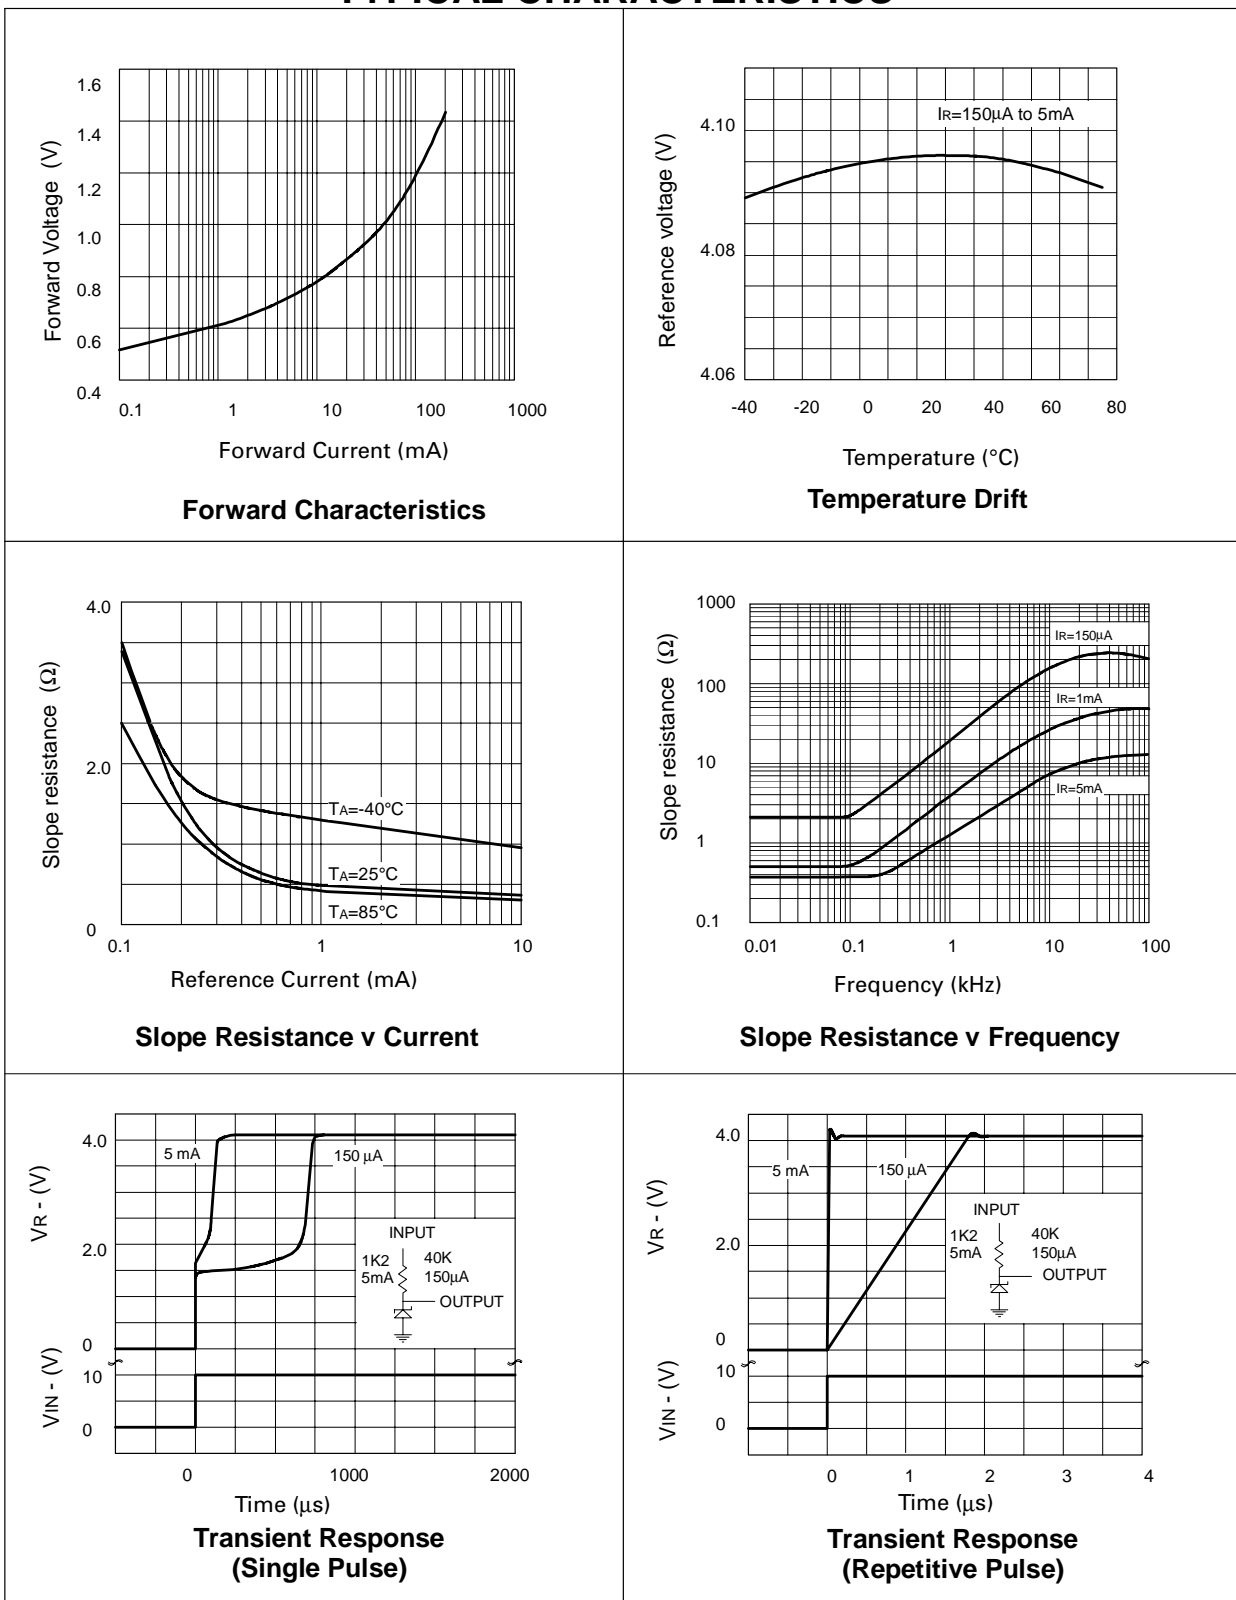 TYPICAL CHARACTERISTICS
1.6
1.4
1.2
1.0
0.8
0.6
0.4
Forward Voltage (V)
0.1 1 10 100 1000
Forward Current (mA)
Forward Characteristics
IR=150µA to 5mA
4.10
4.08
4.06
Reference voltage (V)
-40 -20 0 20 40 60 80
Temperature (°C)
Temperature Drift
4.0
2.0
0
Slope resistance (Ω)
TA=-40°C
TA=25°C
TA=85°C
0.1 1 10
Reference Current (mA)
Slope Resistance v Current
1000
100
10
1
0.1
Slope resistance (Ω)
IR=150µA
IR=1mA
IR=5mA
0.01 0.1 1 10 100
Frequency (kHz)
Slope Resistance v Frequency
4.0
2.0
0
10
0
VR - (V)
VIN - (V)
5 mA
150 µA
INPUT
1K2 40K
5mA 150µA
OUTPUT
0 1000 2000
Time (µs)
Transient Response
(Single Pulse)
4.0
2.0
0
10
0
VR - (V)
VIN - (V)
5 mA
150 µA
INPUT
1K2 40K
5mA 150µA
OUTPUT
0 1 2 3 4
Time (µs)
Transient Response
(Repetitive Pulse)